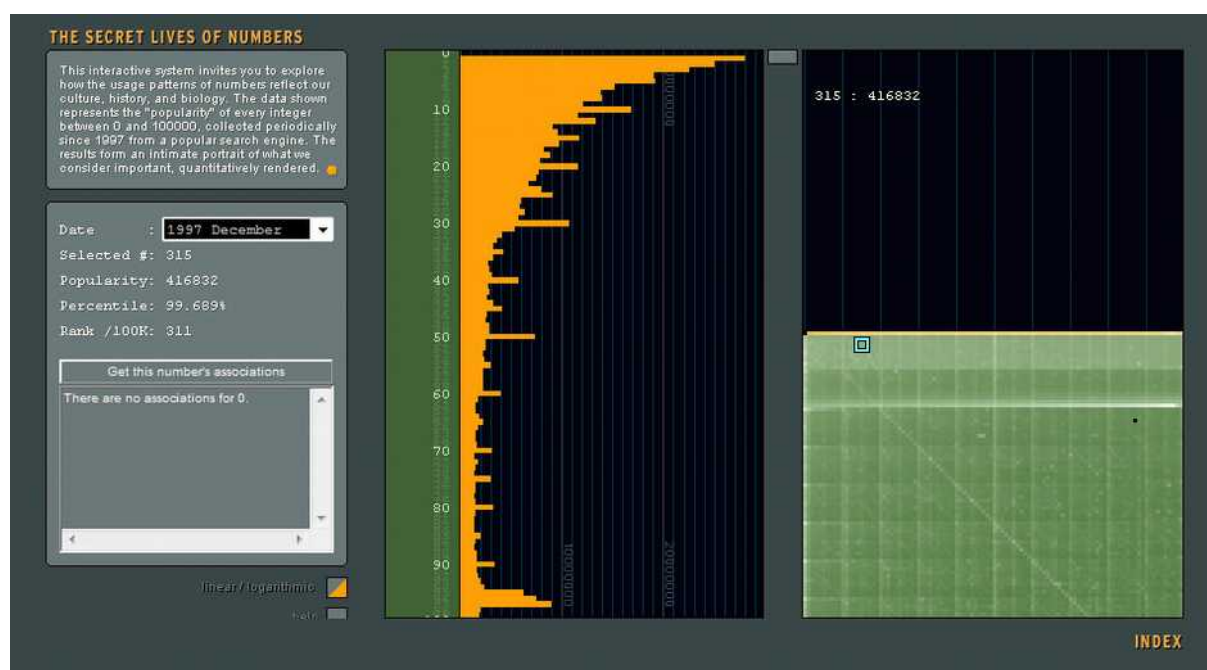 THE SECRET LIVES OF NUMBERS
This interactive system invites you to explore
how the usage patterns of numbers reflect our
culture, history, and biology. The data shown
represents the "popularity" of every integer
between 0 and 100000, collected periodically
since 1997 from a popular search engine. The
results form an intimate portrait of what we
consider important, quantitatively rendered.
Date : 1997 December
Selected #: 315
Popularity: 416832
Percentile: 99.689%
Rank /100K: 311
Get this number's associations
There are no associations for 0.
linear / logarithmic
help
0
10
20
30
40
50
60
70
80
90
1000000
2000000
2000000
315 : 416832
INDEX